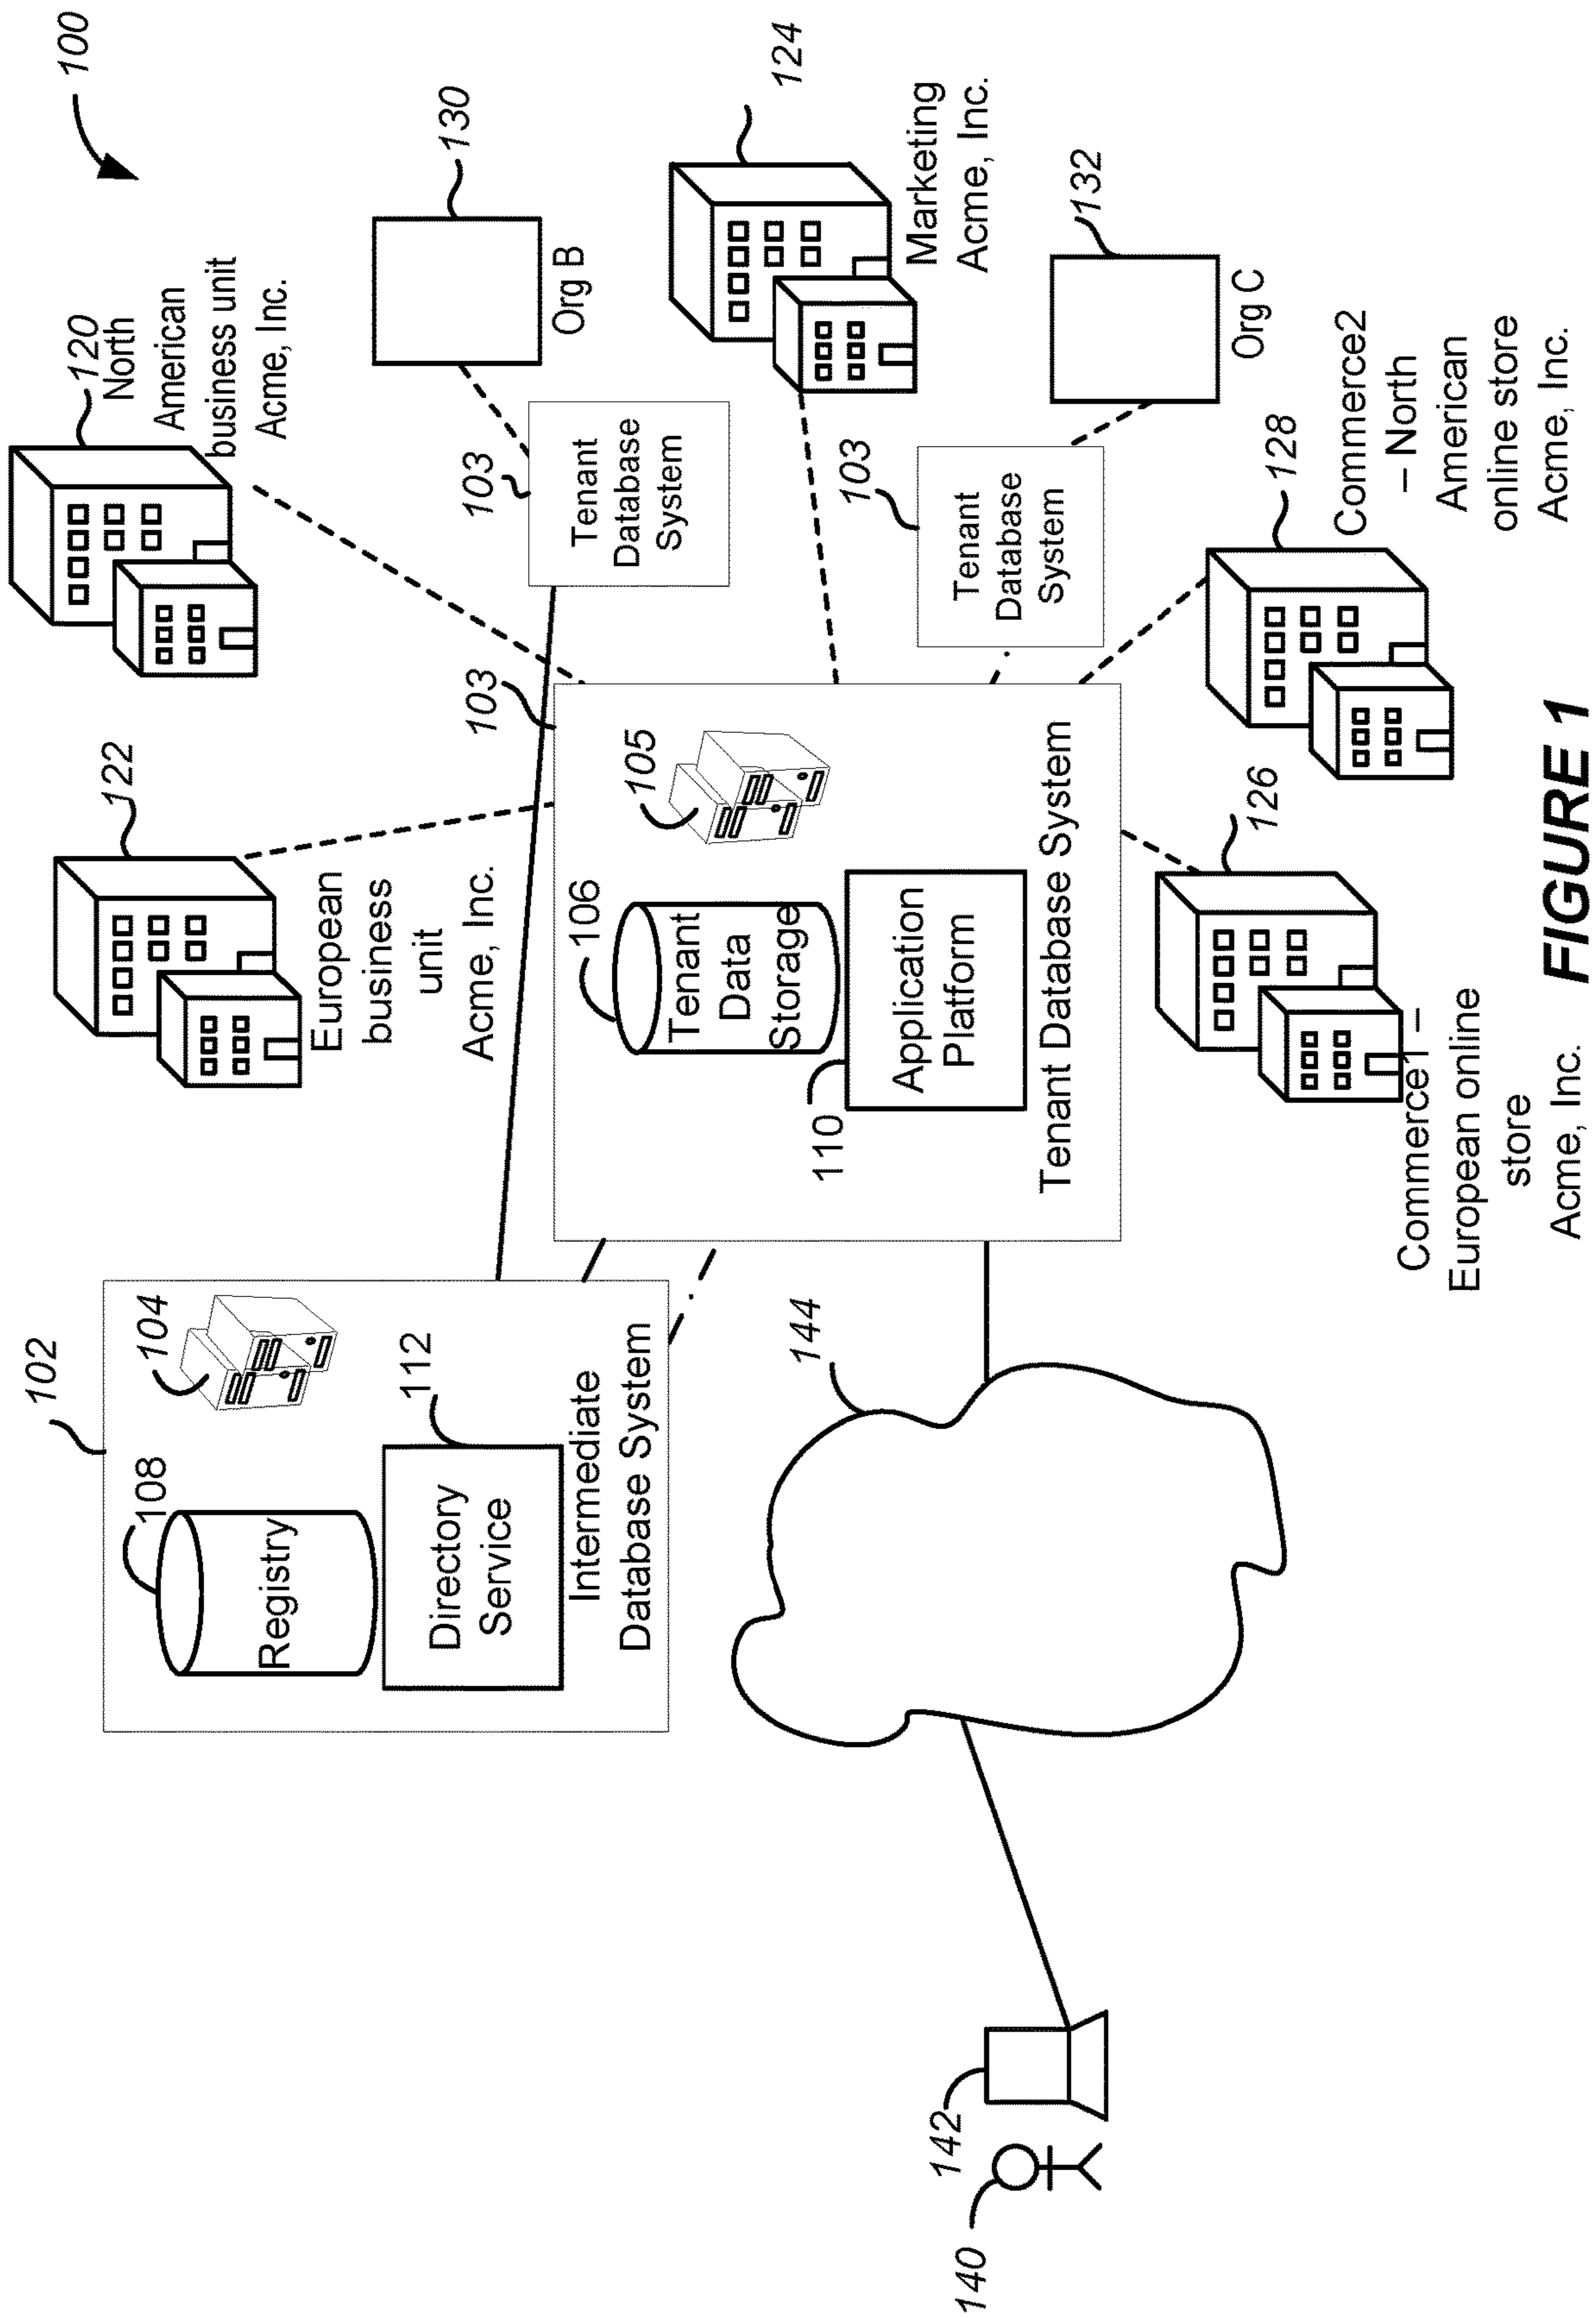 100
102
108
Registry
104
112
Directory
Service
Intermediate
Database System
122
European
business
unit
Acme, Inc.
120
North
American
business unit
Acme, Inc.
103
Tenant
Database
System
130
Org B
103
105
106
Tenant
Data
Storage
110
Application
Platform
Tenant Database System
124
Marketing
Acme, Inc.
103
Tenant
Database
System
132
Org C
140
142
144
126
Commerce1 –
European online
store
Acme, Inc.
128
Commerce2
– North
American
online store
Acme, Inc.
FIGURE 1